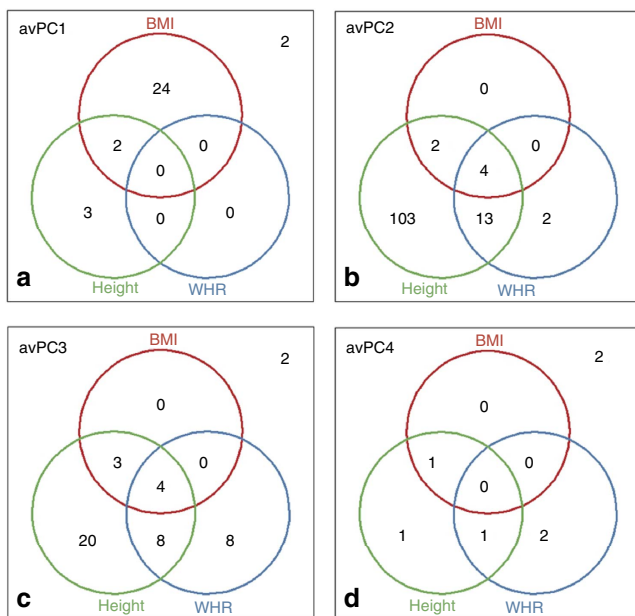 avPC1
BMI
2
24
2
0
0
3
0
0
a
Height
WHR
avPC2
BMI
0
2
0
4
103
13
2
b
Height
WHR
avPC3
BMI
2
0
3
0
4
20
8
8
c
Height
WHR
avPC4
BMI
2
0
1
0
0
1
1
2
d
Height
WHR